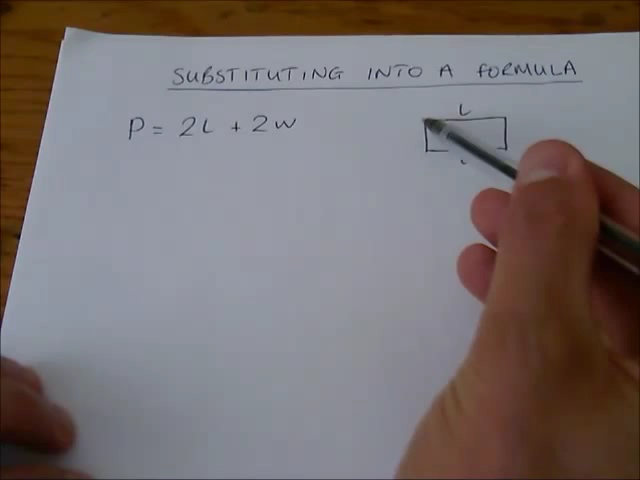 SUBSTITUTING INTO A FORMULA
P = 2L + 2W
L